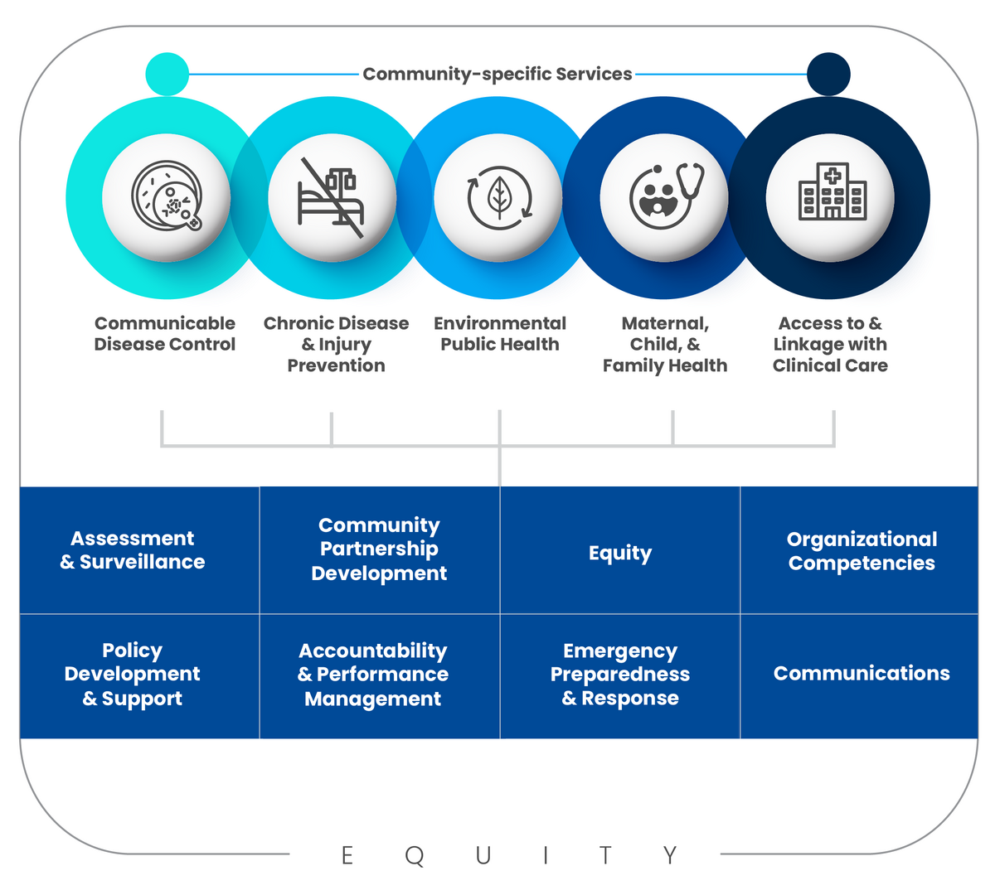 Community-specific Services
Communicable
Disease Control
Chronic Disease
& Injury
Prevention
Environmental
Public Health
Maternal,
Child, &
Family Health
Access to &
Linkage with
Clinical Care
Assessment
& Surveillance
Community
Partnership
Development
Equity
Organizational
Competencies
Policy
Development
& Support
Accountability
& Performance
Management
Emergency
Preparedness
& Response
Communications
EQUITY